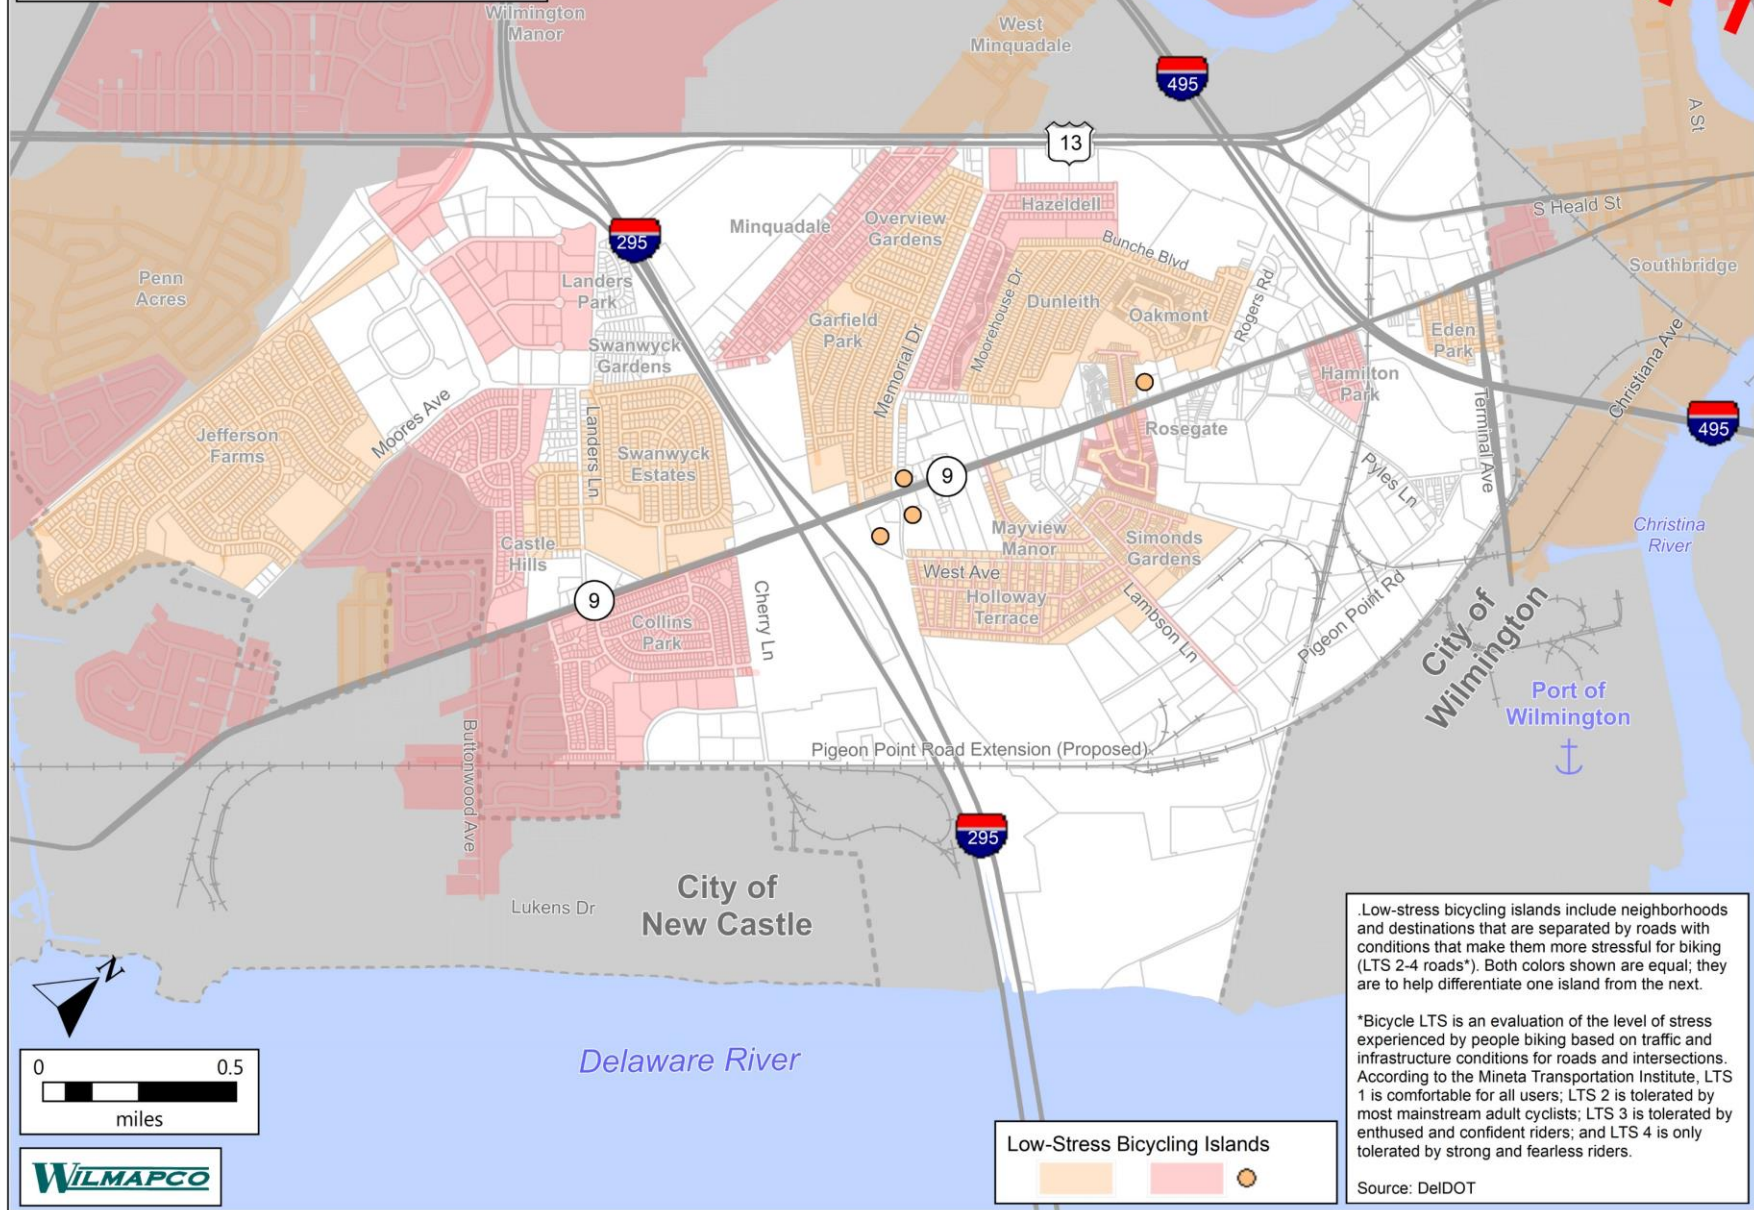 Wilmington
Manor
West
Minquadale
495
13
A St
S Heald St
Hazeldell
Overview
Gardens
Minquadale
295
Bunche Blvd
Southbridge
Penn
Acres
Landers
Park
Dunleith
Moorehouse Dr
Oakmont
Rogers Rd
Garfield
Park
Memorial Dr
Eden
Park
Swanwyck
Gardens
Hamilton
Park
Christiana Ave
Terminal Ave
495
Moores Ave
Jefferson
Farms
Landers Ln
Swanwyck
Estates
Rosegate
9
Pyles Ln
Mayview
Manor
Simonds
Gardens
Christina
River
Castle
Hills
West Ave
Holloway
Terrace
9
Collins
Park
Cherry Ln
Lambson Ln
Pigeon Point Rd
City of
Wilmington
Port of
Wilmington
Buttonwood Ave
Pigeon Point Road Extension (Proposed)
295
City of
New Castle
Lukens Dr
N
Delaware River
0 0.5
miles
WILMAPCO
Low-Stress Bicycling Islands
.Low-stress bicycling islands include neighborhoods
and destinations that are separated by roads with
conditions that make them more stressful for biking
(LTS 2-4 roads*). Both colors shown are equal; they
are to help differentiate one island from the next.
*Bicycle LTS is an evaluation of the level of stress
experienced by people biking based on traffic and
infrastructure conditions for roads and intersections.
According to the Mineta Transportation Institute, LTS
1 is comfortable for all users; LTS 2 is tolerated by
most mainstream adult cyclists; LTS 3 is tolerated by
enthused and confident riders; and LTS 4 is only
tolerated by strong and fearless riders.
Source: DelDOT